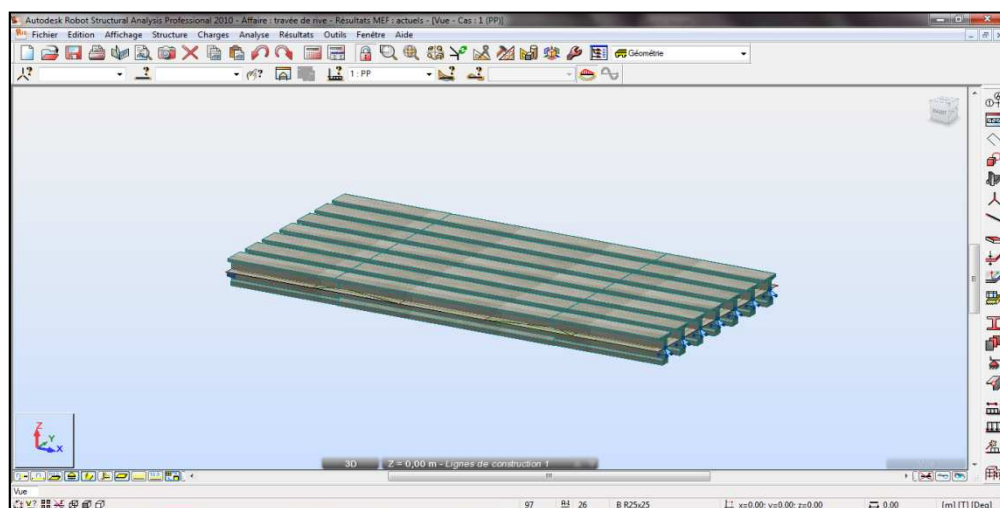 Autodesk Robot Structural Analysis Professional 2010 - Affaire : travée de rive - Résultats MEF : actuels - [Vue - Cas : 1 (PP)]
Fichier Edition Affichage Structure Charges Analyse Résultats Outils Fenêtre Aide
Géométrie
1 : PP
Z
Y
X
3D Z = 0,00 m - Lignes de construction 1
Vue
97 26 B R25x25 x=0.00; y=0.00; z=0.00 0.00 [m] [T] [Deg]